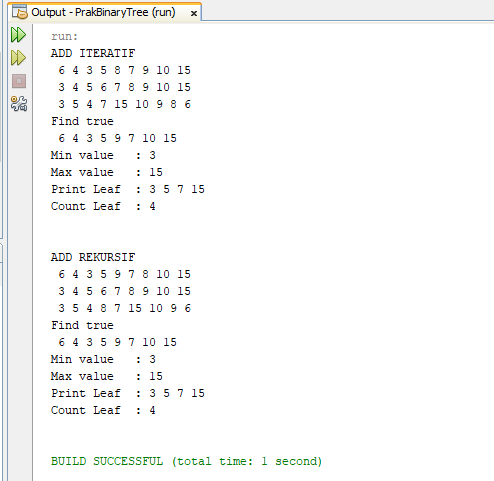 Output - PrakBinaryTree (run) ×
run:
ADD ITERATIF
6 4 3 5 8 7 9 10 15
3 4 5 6 7 8 9 10 15
3 5 4 7 15 10 9 8 6
Find true
6 4 3 5 9 7 10 15
Min value : 3
Max value : 15
Print Leaf : 3 5 7 15
Count Leaf : 4
ADD REKURSIF
6 4 3 5 9 7 8 10 15
3 4 5 6 7 8 9 10 15
3 5 4 8 7 15 10 9 6
Find true
6 4 3 5 9 7 10 15
Min value : 3
Max value : 15
Print Leaf : 3 5 7 15
Count Leaf : 4
BUILD SUCCESSFUL (total time: 1 second)